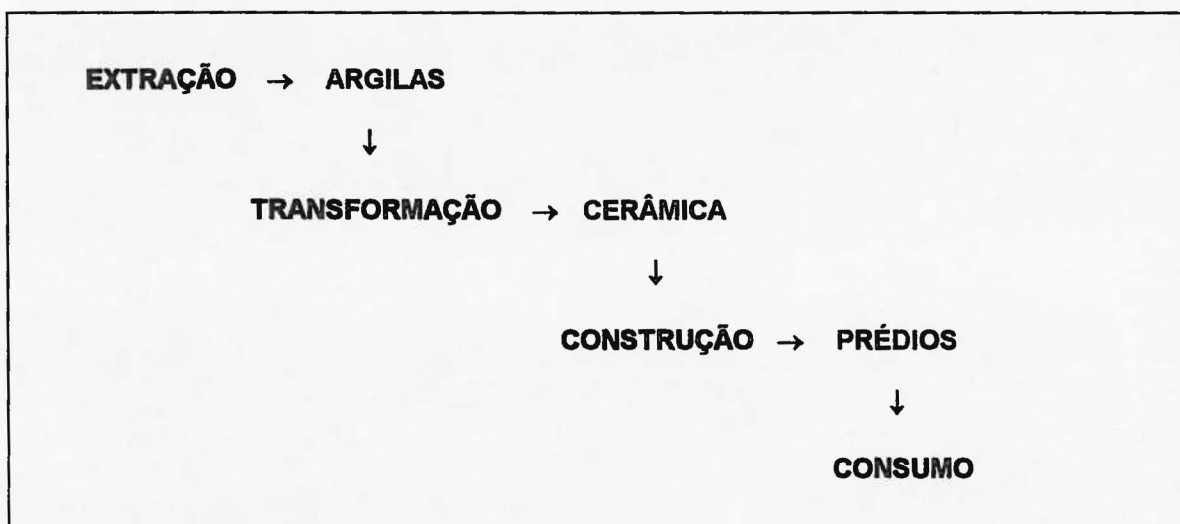 EXTRAÇÃO → ARGILAS
↓
TRANSFORMAÇÃO → CERÂMICA
↓
CONSTRUÇÃO → PRÉDIOS
↓
CONSUMO